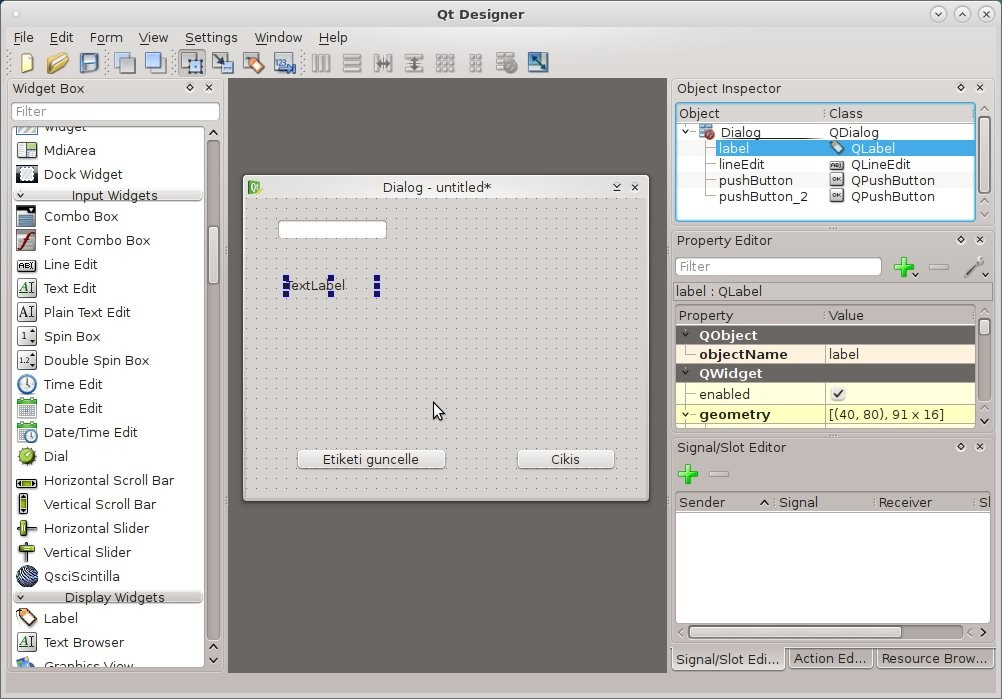 Qt Designer
File Edit Form View Settings Window Help
Widget Box
Filter
Widget
MdiArea
Dock Widget
Input Widgets
Combo Box
Font Combo Box
Line Edit
Text Edit
Plain Text Edit
Spin Box
Double Spin Box
Time Edit
Date Edit
Date/Time Edit
Dial
Horizontal Scroll Bar
Vertical Scroll Bar
Horizontal Slider
Vertical Slider
QsciScintilla
Display Widgets
Label
Text Browser
Graphics View
Dialog - untitled*
TextLabel
Etiketi guncelle
Cikis
Object Inspector
Object Class
Dialog QDialog
label QLabel
lineEdit QLineEdit
pushButton QPushButton
pushButton_2 QPushButton
Property Editor
Filter
label : QLabel
Property Value
QObject
objectName label
QWidget
enabled
geometry [(40, 80), 91 x 16]
Signal/Slot Editor
Sender Signal Receiver Sl
Signal/Slot Edi... Action Ed... Resource Brow...